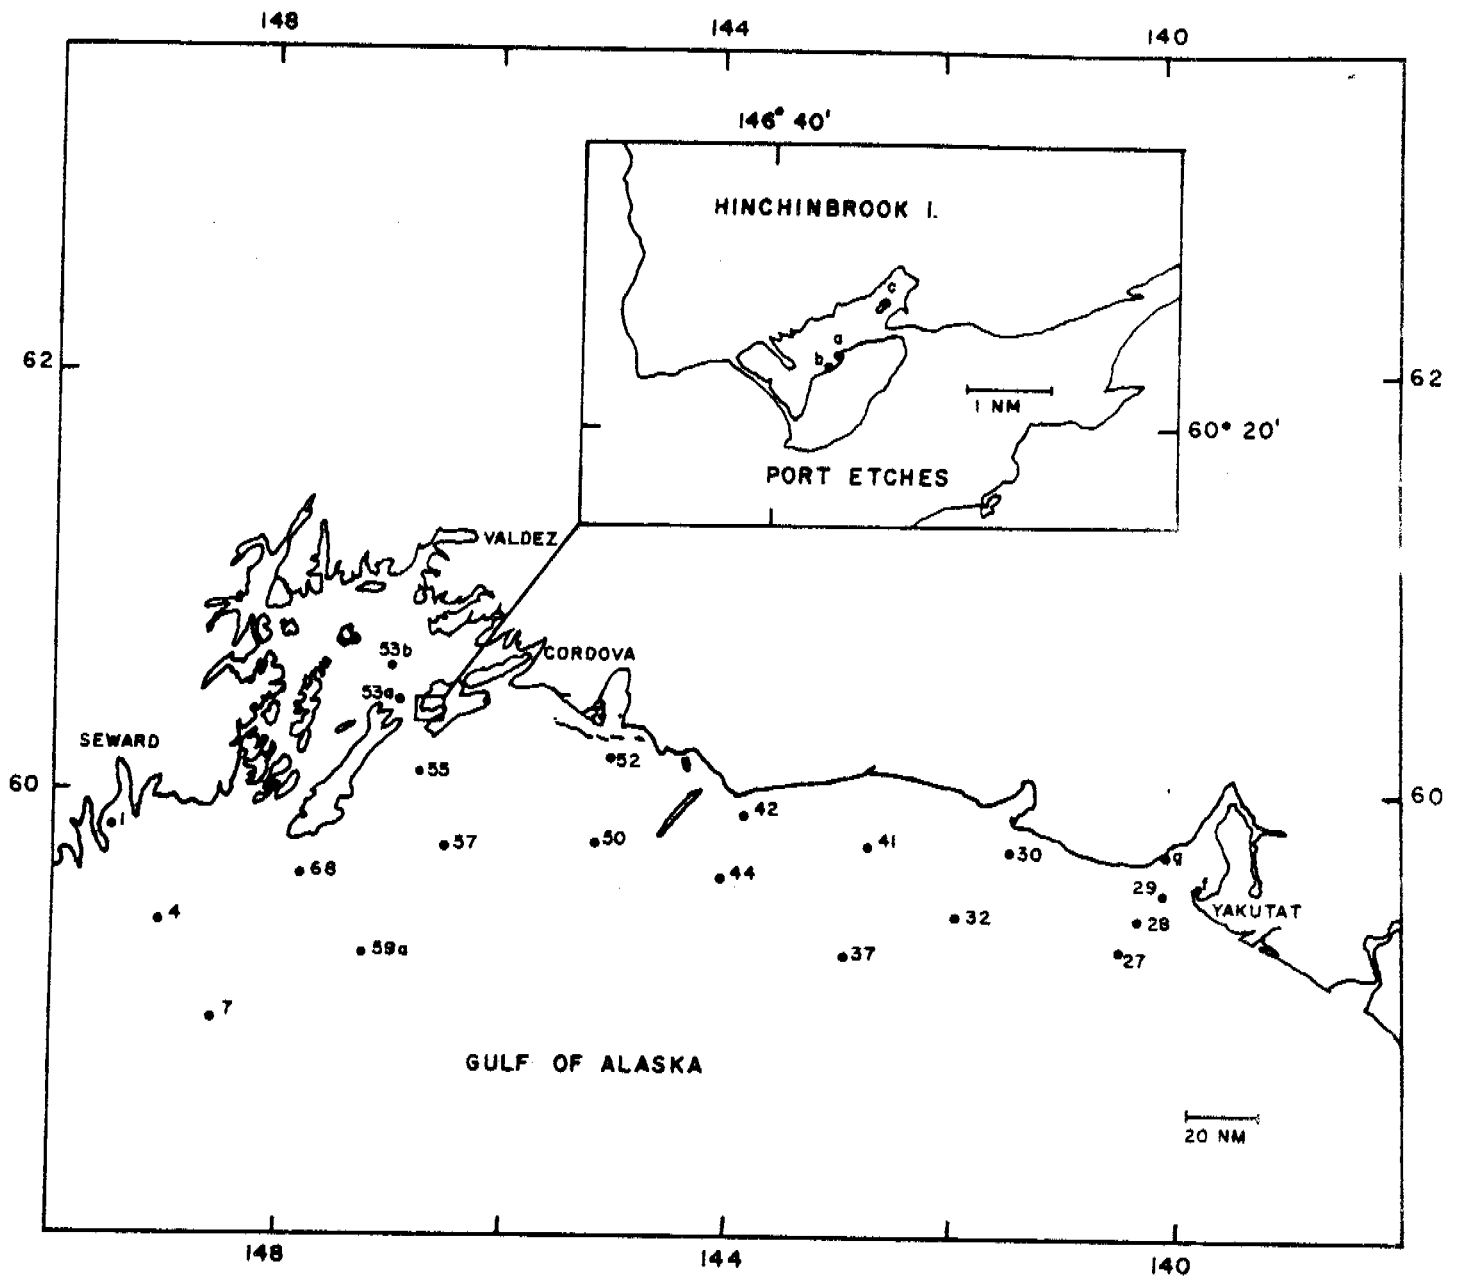 148
144
140
146° 40'
HINCHINBROOK I.
c
a
b
62
62
1 NM
60° 20'
PORT ETCHES
VALDEZ
53b
CORDOVA
53a
SEWARD
52
55
60
60
42
1
57
50
41
30
g
68
44
29
f
4
32
YAKUTAT
28
59a
37
27
7
GULF OF ALASKA
20 NM
148
144
140